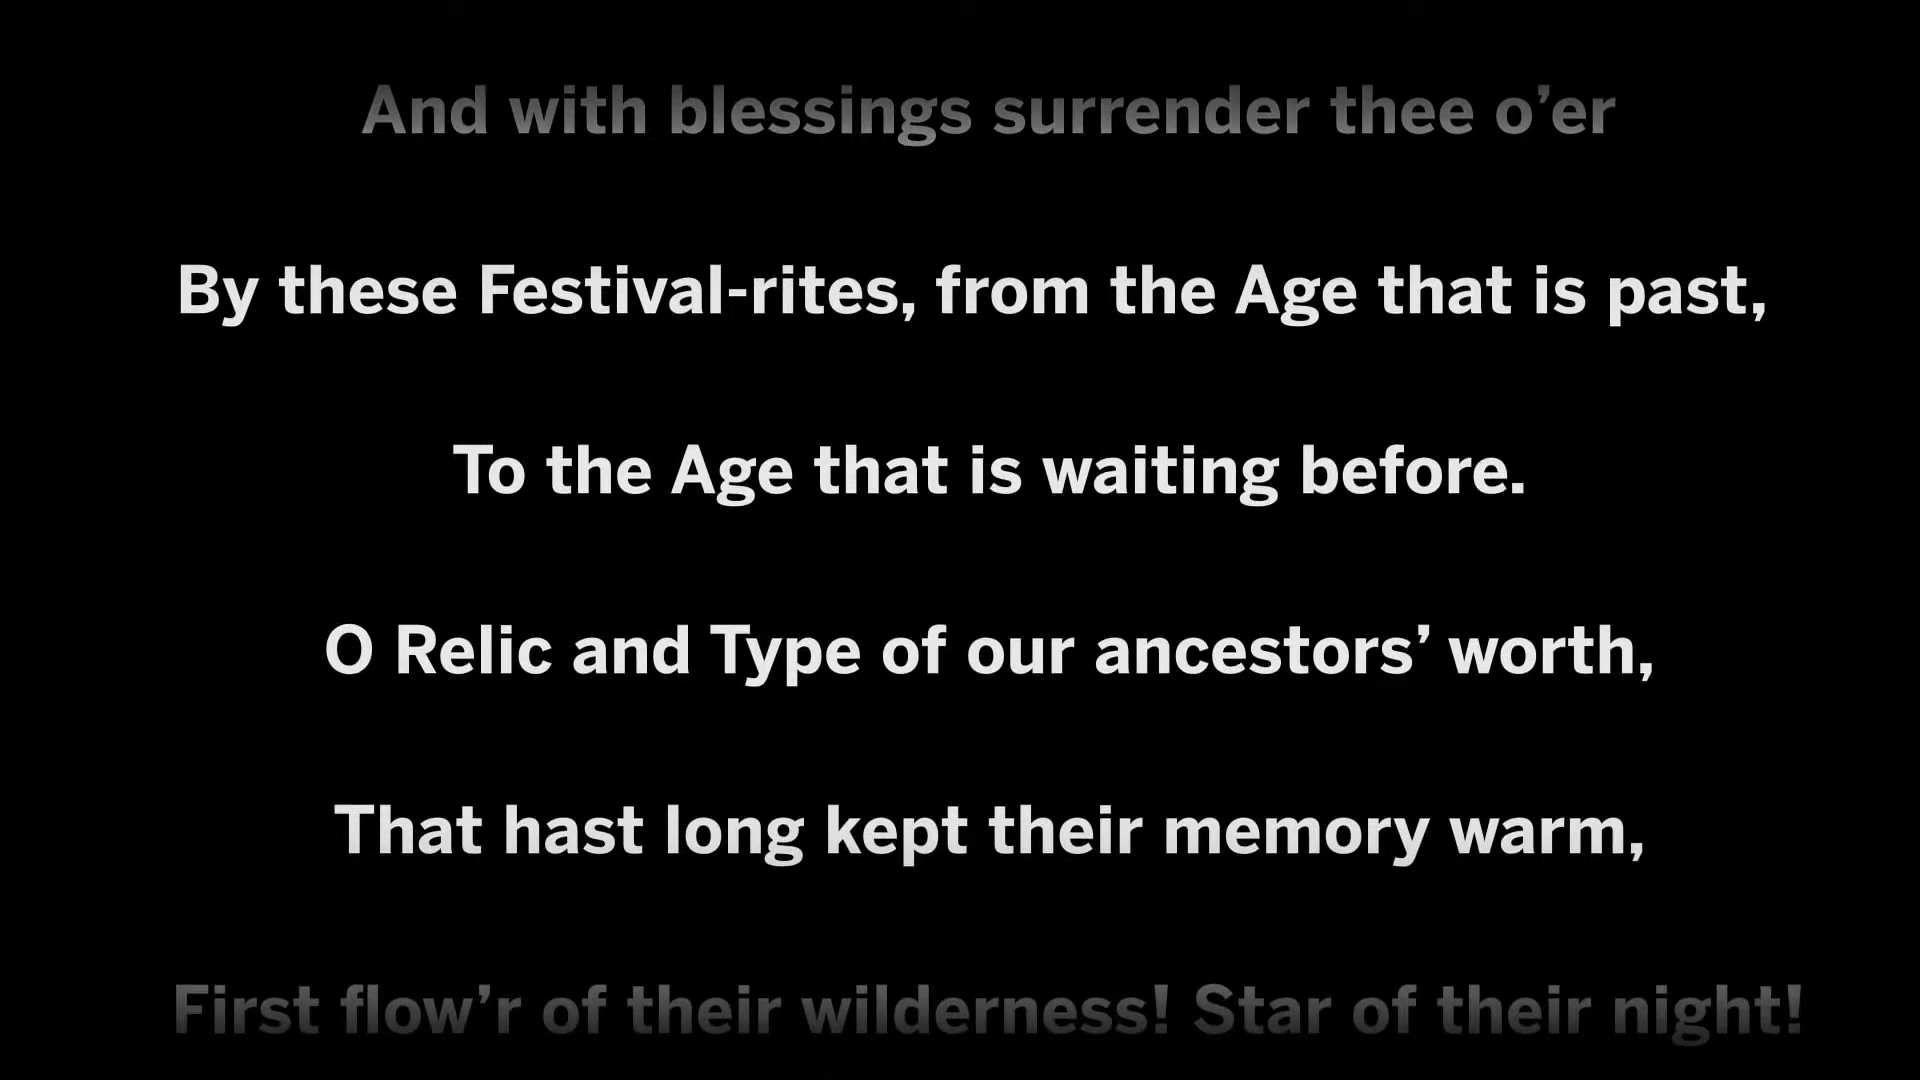 And with blessings surrender thee o’er
By these Festival-rites, from the Age that is past,
To the Age that is waiting before.
O Relic and Type of our ancestors’ worth,
That hast long kept their memory warm,
First flow’r of their wilderness! Star of their night!